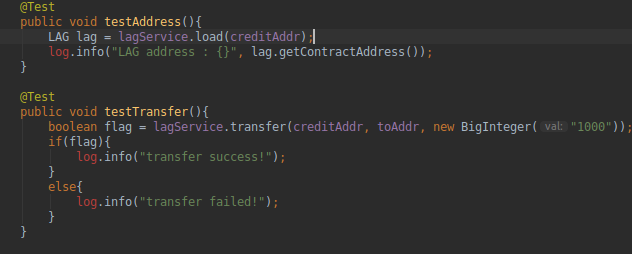 @Test
public void testAddress(){
LAG lag = lagService.load(creditAddr);
log.info("LAG address : {}", lag.getContractAddress());
}
@Test
public void testTransfer(){
boolean flag = lagService.transfer(creditAddr, toAddr, new BigInteger( val: "1000"));
if(flag){
log.info("transfer success!");
}
else{
log.info("transfer failed!");
}
}